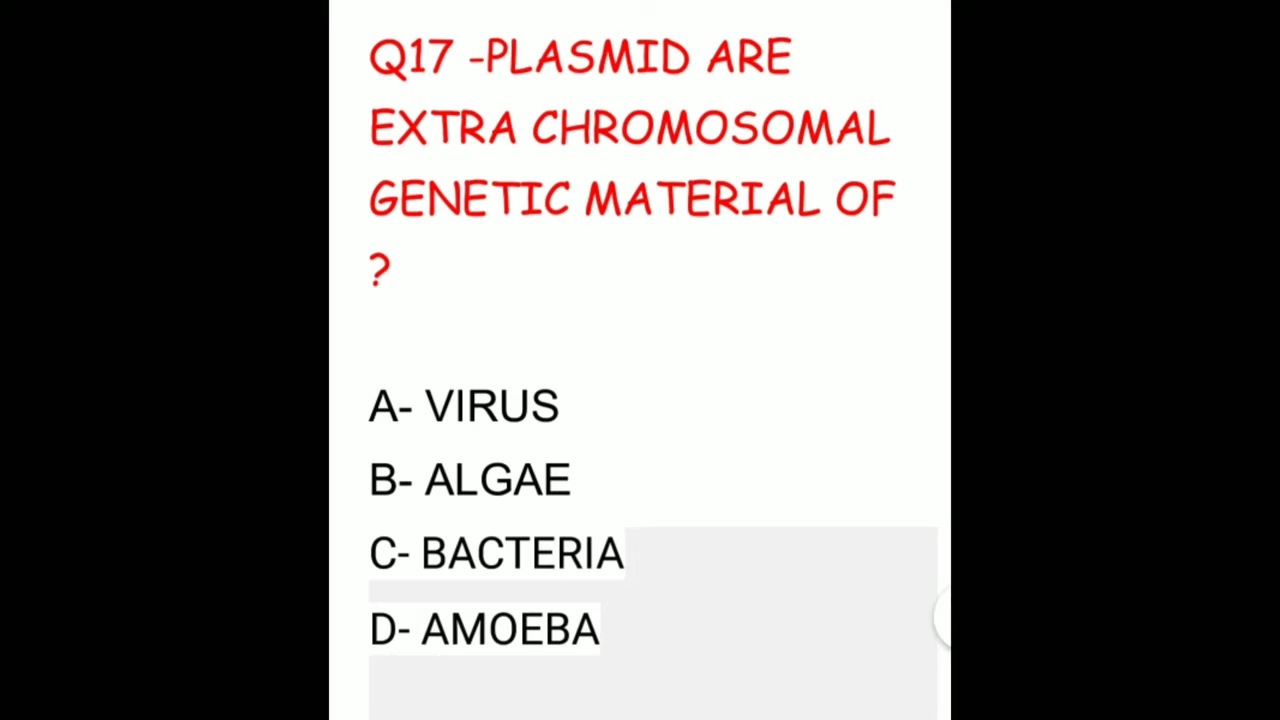 Q17 -PLASMID ARE
EXTRA CHROMOSOMAL
GENETIC MATERIAL OF
?
A- VIRUS
B- ALGAE
C- BACTERIA
D- AMOEBA